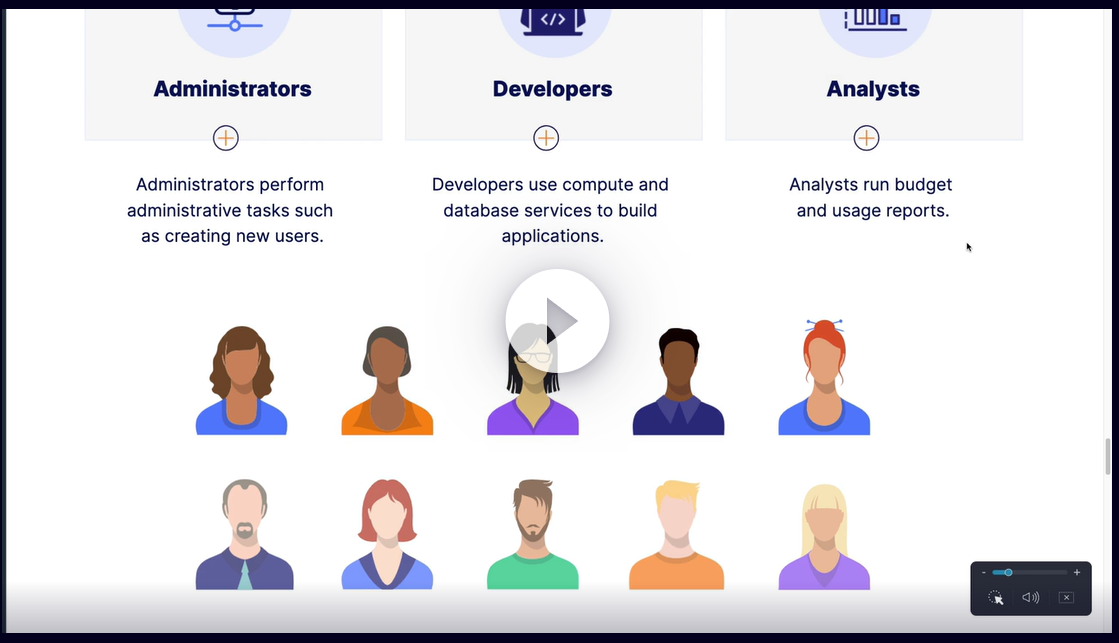 </>
Administrators
Developers
Analysts
Administrators perform
administrative tasks such
as creating new users.
Developers use compute and
database services to build
applications.
Analysts run budget
and usage reports.
- +